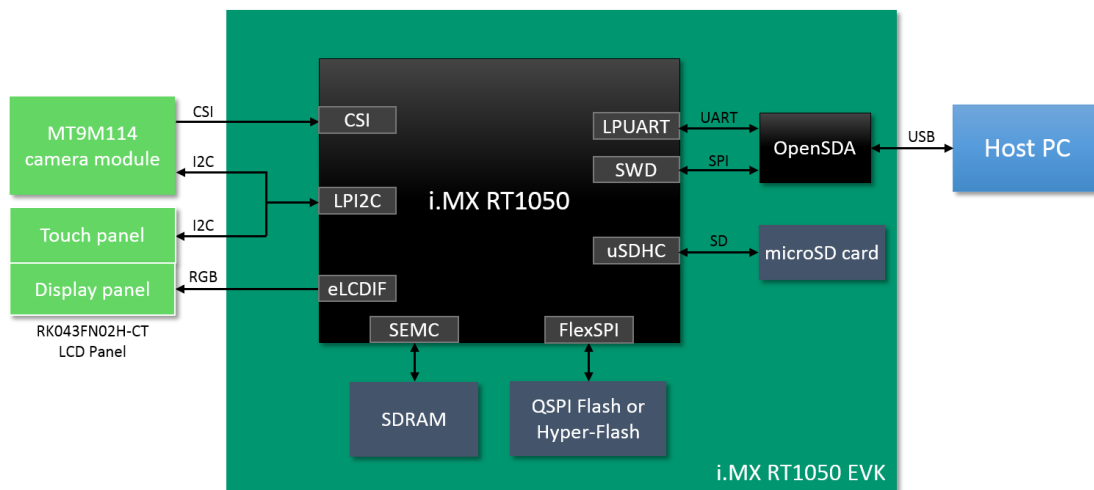 MT9M114
camera module
CSI
I2C
Touch panel
I2C
Display panel
RGB
RK043FN02H-CT
LCD Panel
CSI
LPI2C
eLCDIF
i.MX RT1050
LPUART
SWD
uSDHC
SEMC
FlexSPI
UART
SPI
SD
OpenSDA
USB
Host PC
microSD card
SDRAM
QSPI Flash or
Hyper-Flash
i.MX RT1050 EVK